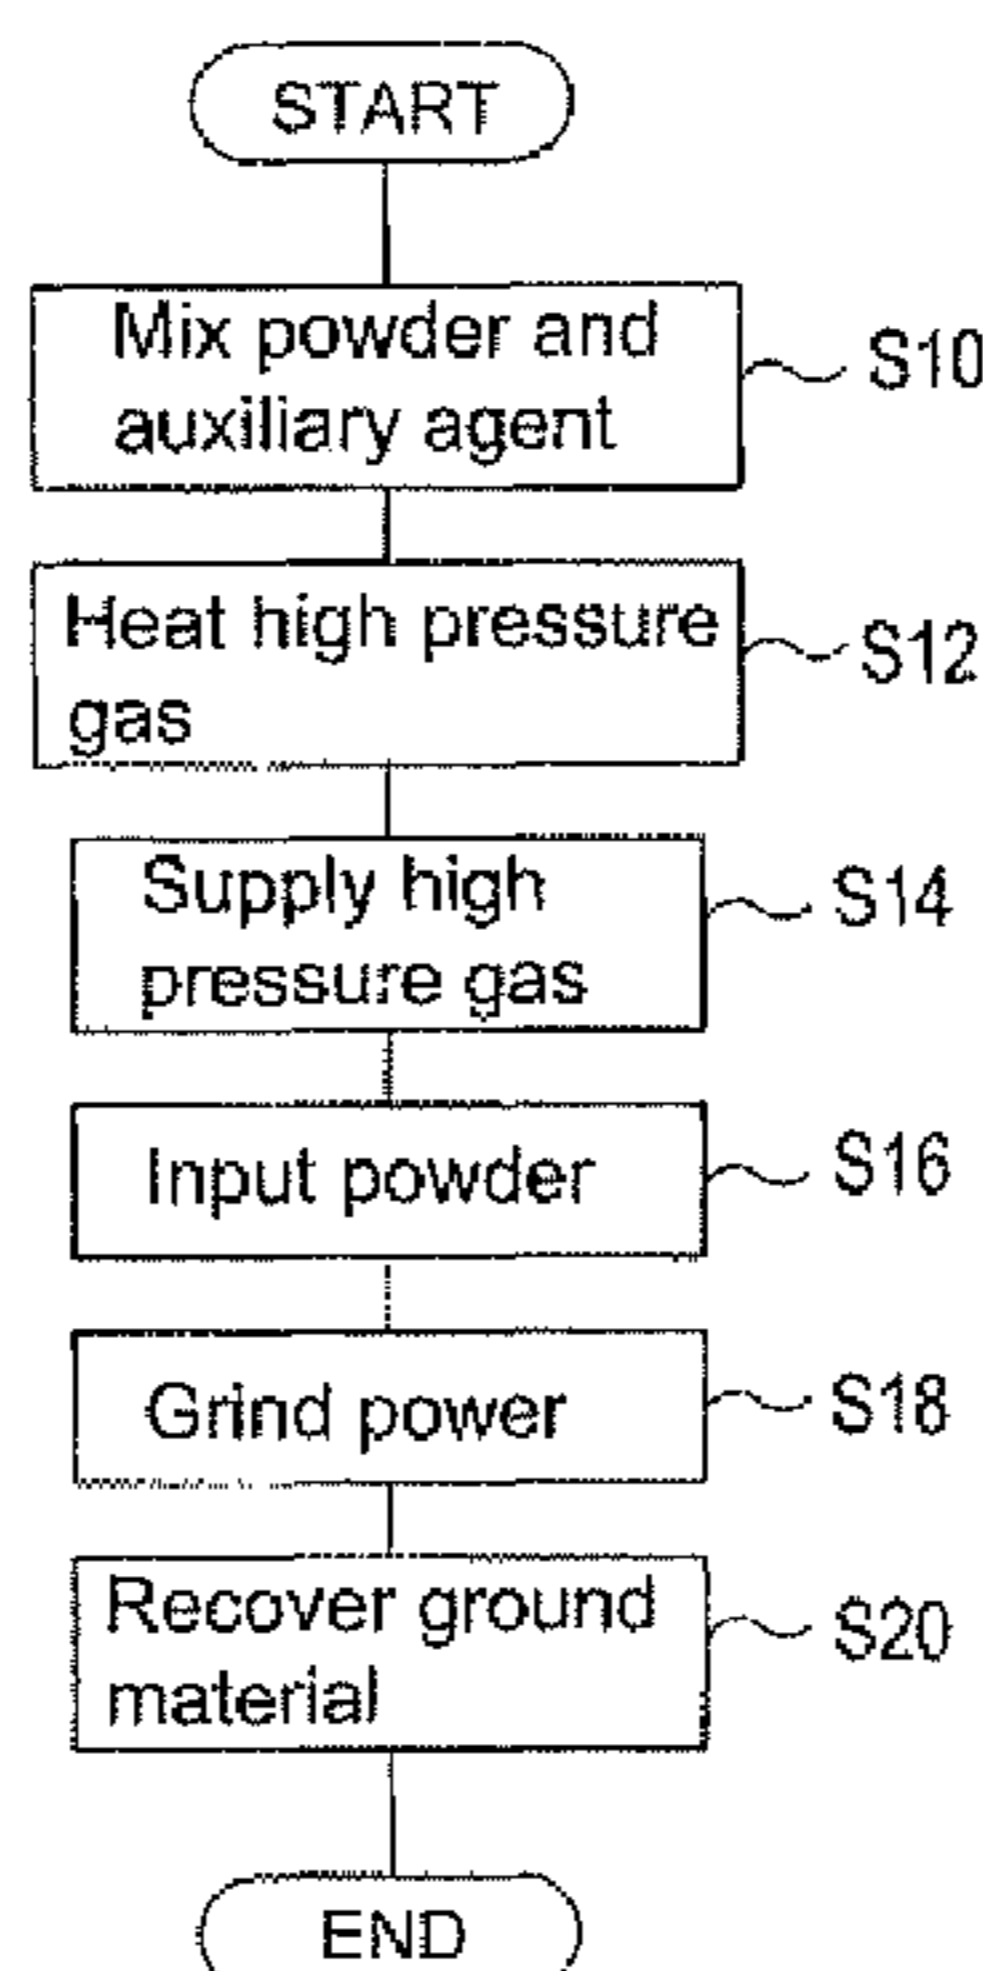 START
Mix powder and
auxiliary agent
S10
Heat high pressure
gas
S12
Supply high
pressure gas
S14
Input powder
S16
Grind power
S18
Recover ground
material
S20
END